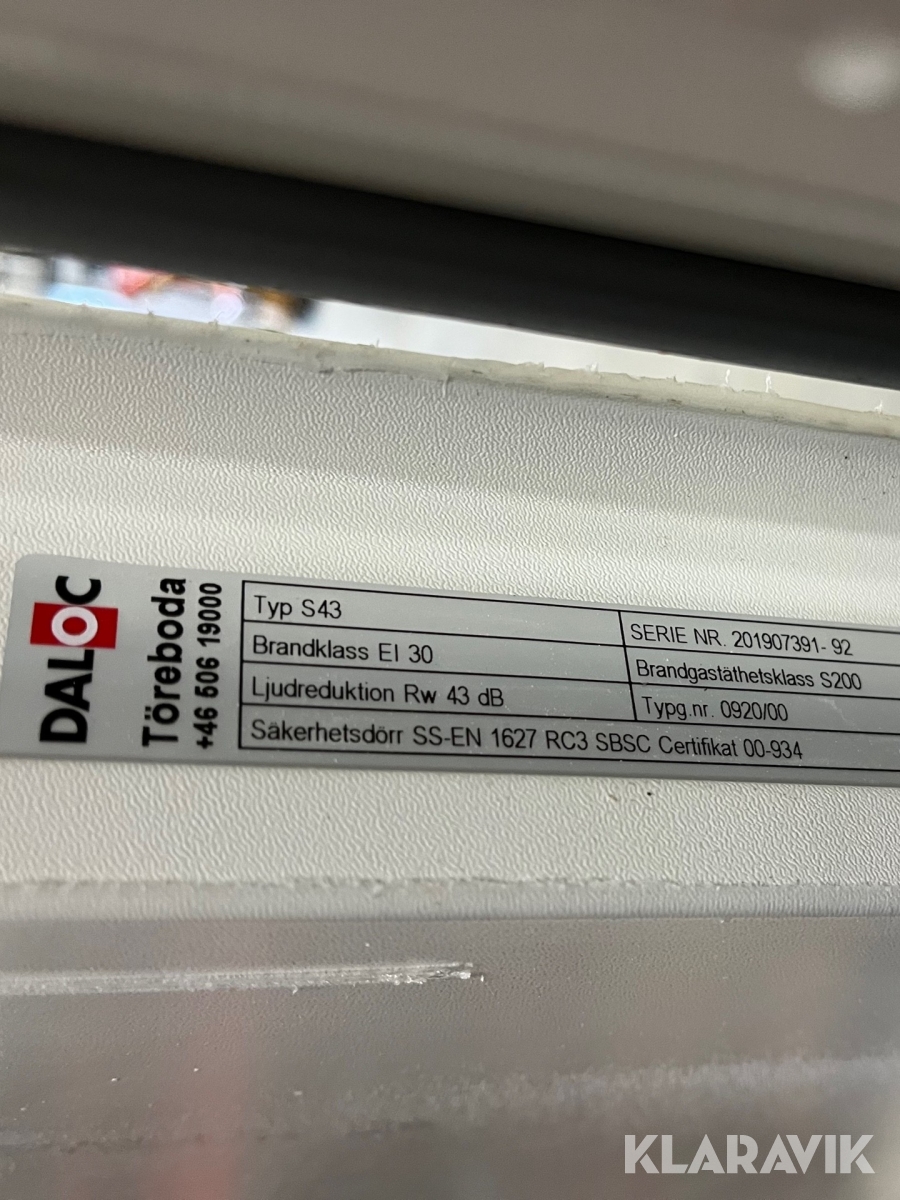 DALOC
Töreboda
+46 506 19000
Typ S43
SERIE NR. 201907391- 92
Brandklass EI 30
Brandgastäthetsklass S200
Ljudreduktion Rw 43 dB
Typg.nr. 0920/00
Säkerhetsdörr SS-EN 1627 RC3 SBSC Certifikat 00-934
KLARAVIK